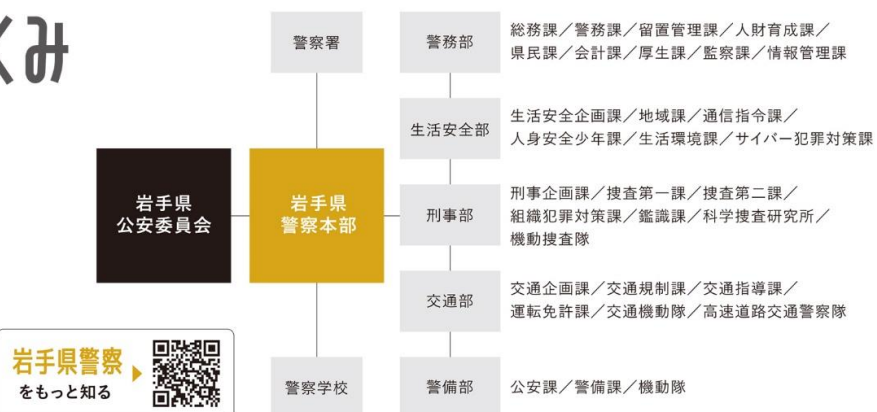 くみ
警察署
警務部
総務課／警務課／留置管理課／人財育成課／
県民課／会計課／厚生課／監察課／情報管理課
生活安全部
生活安全企画課／地域課／通信指令課／
人身安全少年課／生活環境課／サイバー犯罪対策課
岩手県
公安委員会
岩手県
警察本部
刑事部
刑事企画課／捜査第一課／捜査第二課／
組織犯罪対策課／鑑識課／科学捜査研究所／
機動捜査隊
交通部
交通企画課／交通規制課／交通指導課／
運転免許課／交通機動隊／高速道路交通警察隊
岩手県警察
をもっと知る
警察学校
警備部
公安課／警備課／機動隊